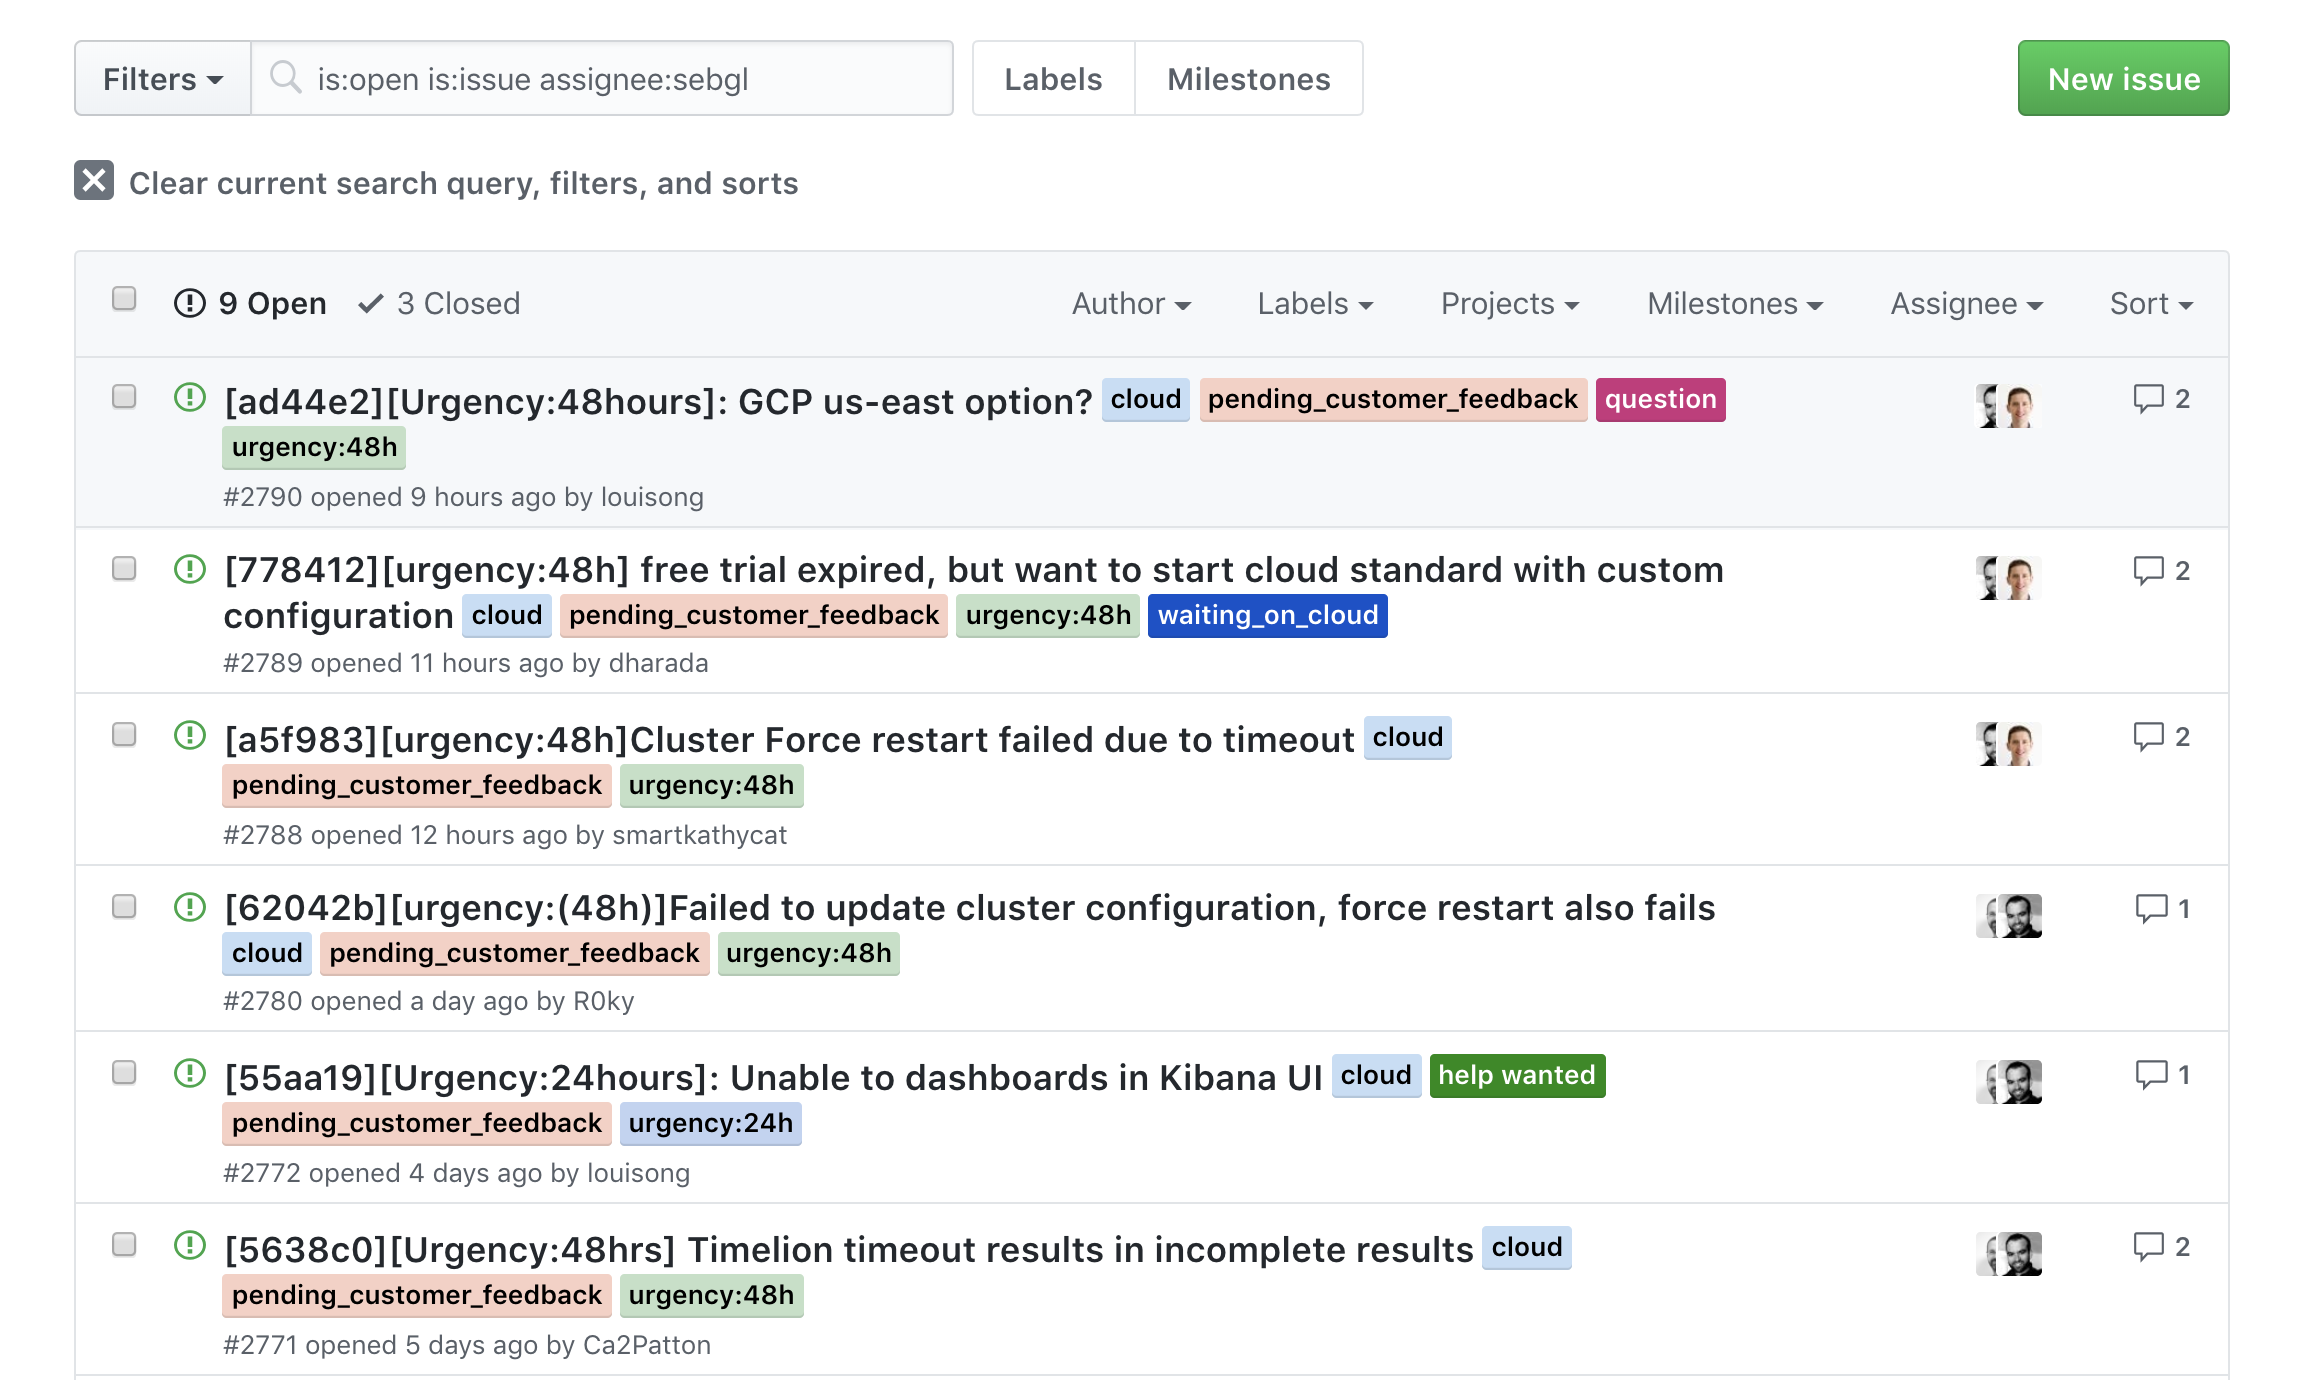 Filters is:open is:issue assignee:sebgl Labels Milestones New issue
Clear current search query, filters, and sorts
9 Open 3 Closed Author Labels Projects Milestones Assignee Sort
[ad44e2][Urgency:48hours]: GCP us-east option? cloud pending_customer_feedback question 2
urgency:48h
#2790 opened 9 hours ago by louisong
[778412][urgency:48h] free trial expired, but want to start cloud standard with custom 2
configuration cloud pending_customer_feedback urgency:48h waiting_on_cloud
#2789 opened 11 hours ago by dharada
[a5f983][urgency:48h]Cluster Force restart failed due to timeout cloud 2
pending_customer_feedback urgency:48h
#2788 opened 12 hours ago by smartkathycat
[62042b][urgency:(48h)]Failed to update cluster configuration, force restart also fails 1
cloud pending_customer_feedback urgency:48h
#2780 opened a day ago by R0ky
[55aa19][Urgency:24hours]: Unable to dashboards in Kibana UI cloud help wanted 1
pending_customer_feedback urgency:24h
#2772 opened 4 days ago by louisong
[5638c0][Urgency:48hrs] Timelion timeout results in incomplete results cloud 2
pending_customer_feedback urgency:48h
#2771 opened 5 days ago by Ca2Patton